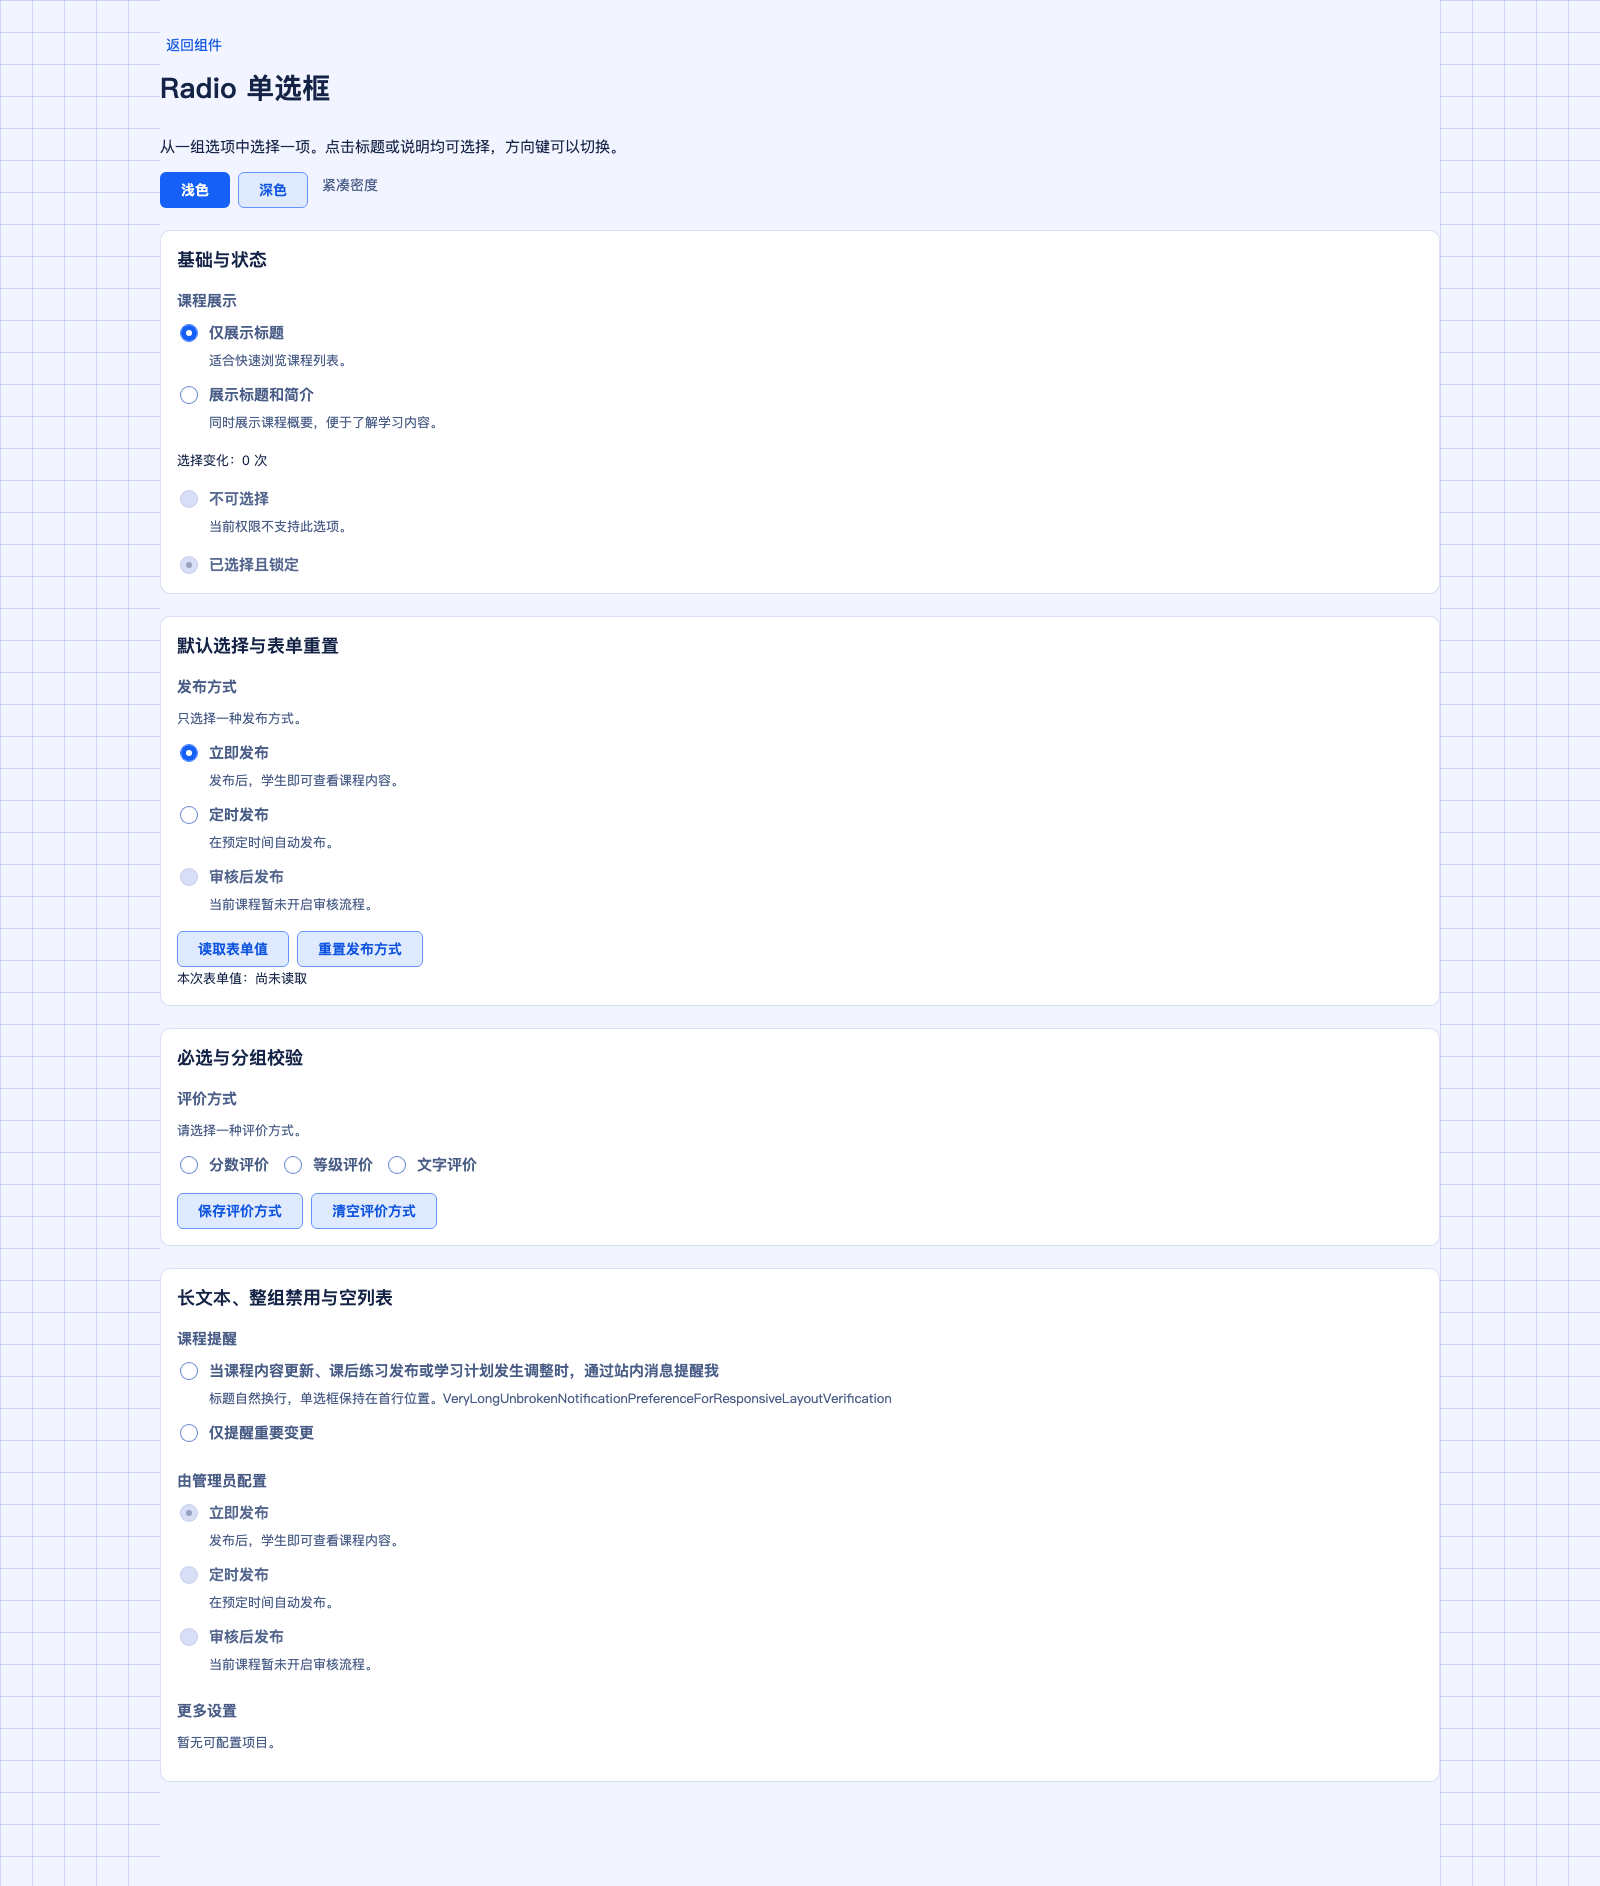 返回组件
Radio 单选框
从一组选项中选择一项。点击标题或说明均可选择，方向键可以切换。
浅色 深色 紧凑密度
基础与状态
课程展示
仅展示标题
适合快速浏览课程列表。
展示标题和简介
同时展示课程概要，便于了解学习内容。
选择变化：0 次
不可选择
当前权限不支持此选项。
已选择且锁定
默认选择与表单重置
发布方式
只选择一种发布方式。
立即发布
发布后，学生即可查看课程内容。
定时发布
在预定时间自动发布。
审核后发布
当前课程暂未开启审核流程。
读取表单值 重置发布方式
本次表单值：尚未读取
必选与分组校验
评价方式
请选择一种评价方式。
分数评价 等级评价 文字评价
保存评价方式 清空评价方式
长文本、整组禁用与空列表
课程提醒
当课程内容更新、课后练习发布或学习计划发生调整时，通过站内消息提醒我
标题自然换行，单选框保持在首行位置。VeryLongUnbrokenNotificationPreferenceForResponsiveLayoutVerification
仅提醒重要变更
由管理员配置
立即发布
发布后，学生即可查看课程内容。
定时发布
在预定时间自动发布。
审核后发布
当前课程暂未开启审核流程。
更多设置
暂无可配置项目。